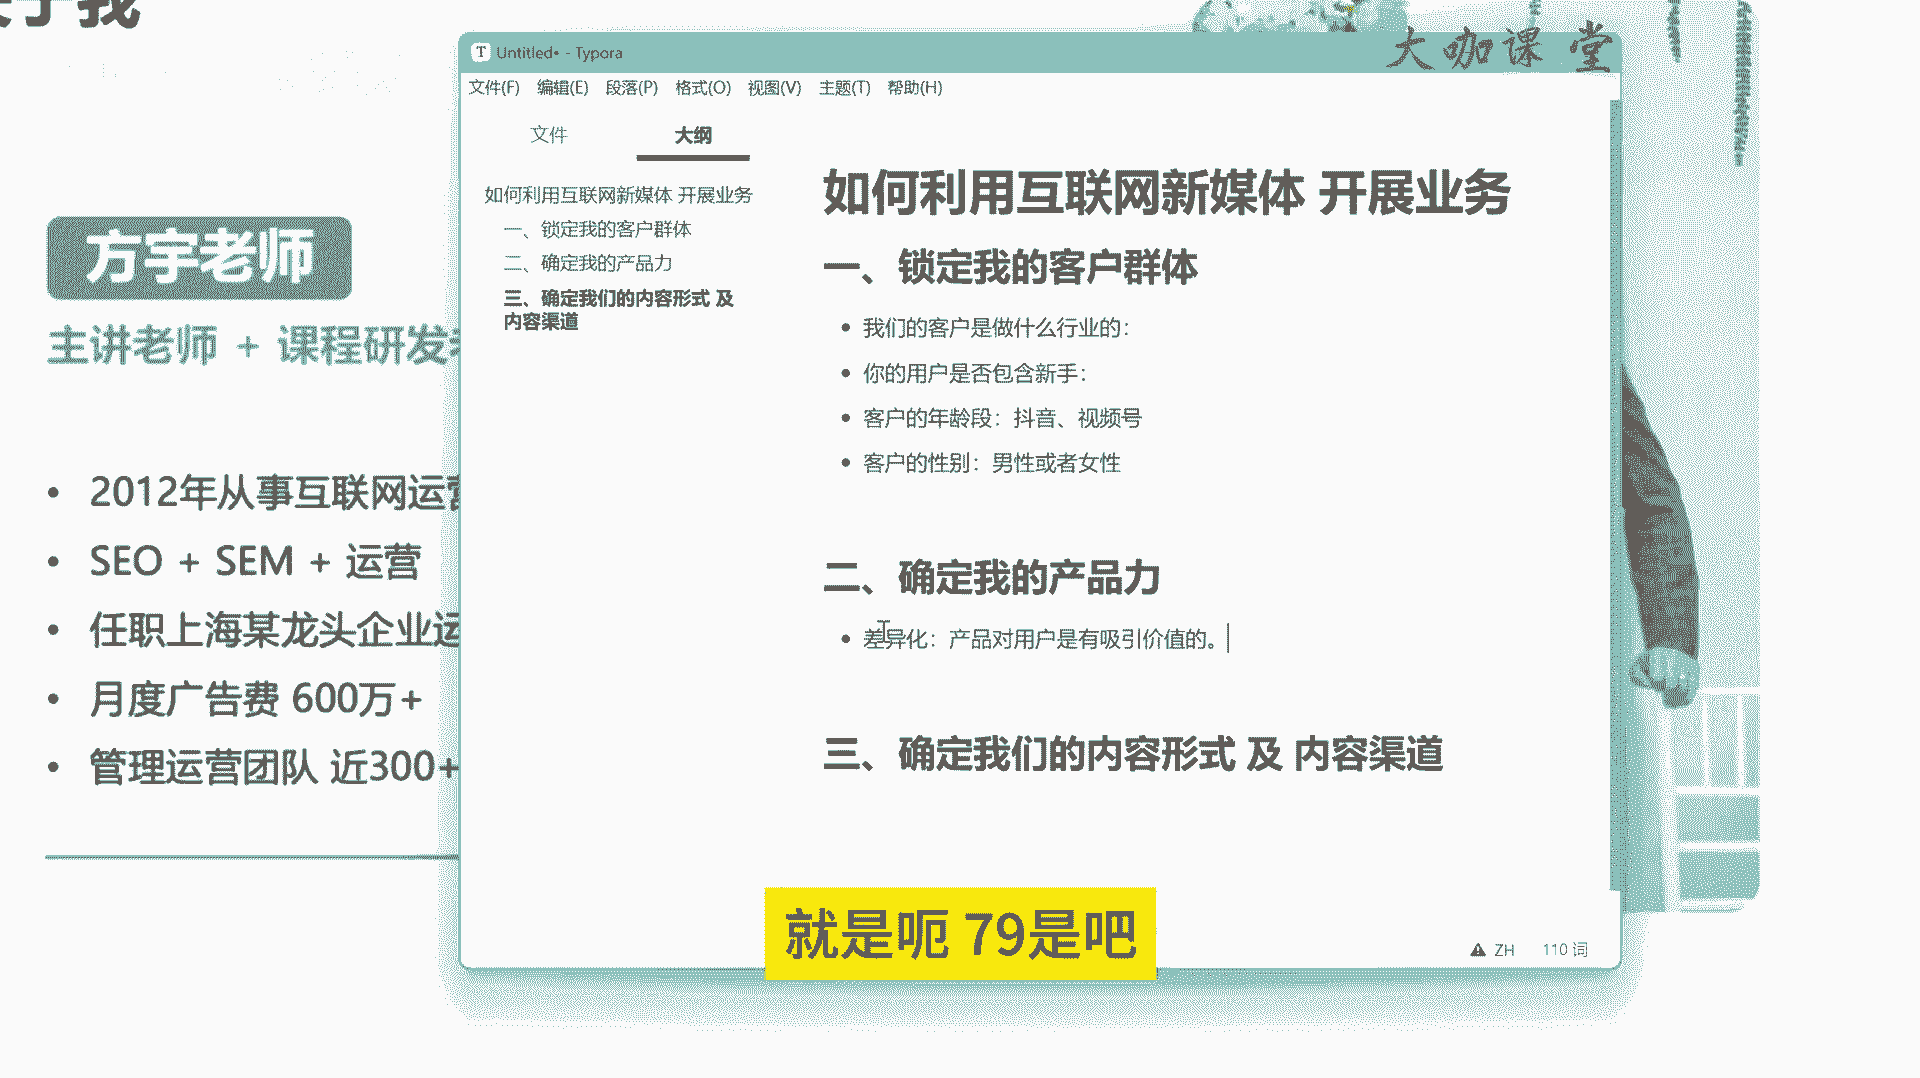 于我
大咖课堂
Untitled• - Typora
文件(F) 编辑(E) 段落(P) 格式(O) 视图(V) 主题(T) 帮助(H)
文件 大纲
如何利用互联网新媒体 开展业务
一、锁定我的客户群体
二、确定我的产品力
三、确定我们的内容形式 及
内容渠道
如何利用互联网新媒体 开展业务
一、锁定我的客户群体
我们的客户是做什么行业的：
你的用户是否包含新手：
客户的年龄段：抖音、视频号
客户的性别：男性或者女性
二、确定我的产品力
差异化：产品对用户是有吸引价值的。
三、确定我们的内容形式 及 内容渠道
ZH 110 词
方宇老师
主讲老师 + 课程研发
• 2012年从事互联网运营
• SEO + SEM + 运营
• 任职上海某龙头企业运
• 月度广告费 600万+
• 管理运营团队 近300+
就是呃 79是吧